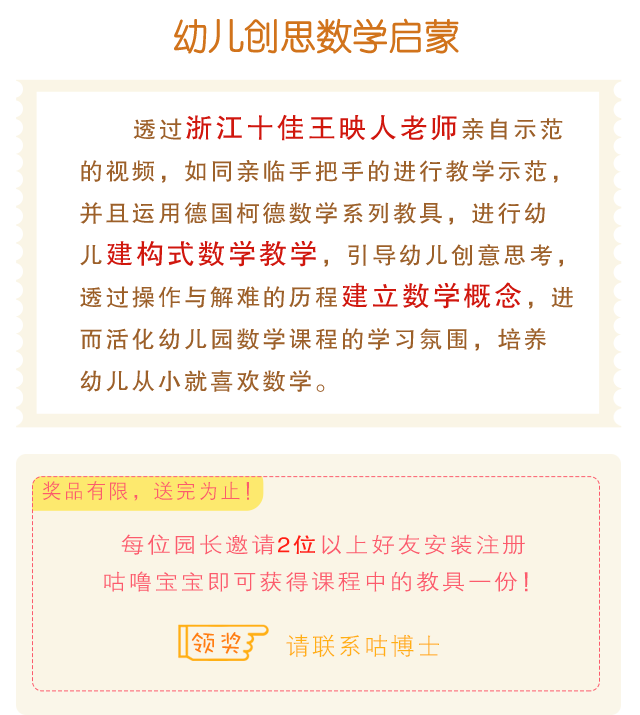 幼儿创思数学启蒙
透过浙江十佳王映人老师亲自示范
的视频，如同亲临手把手的进行教学示范，
并且运用德国柯德数学系列教具，进行幼
儿建构式数学教学，引导幼儿创意思考，
透过操作与解难的历程建立数学概念，进
而活化幼儿园数学课程的学习氛围，培养
幼儿从小就喜欢数学。
奖品有限，送完为止！
每位园长邀请2位以上好友安装注册
咕噜宝宝即可获得课程中的教具一份！
领奖 请联系咕博士